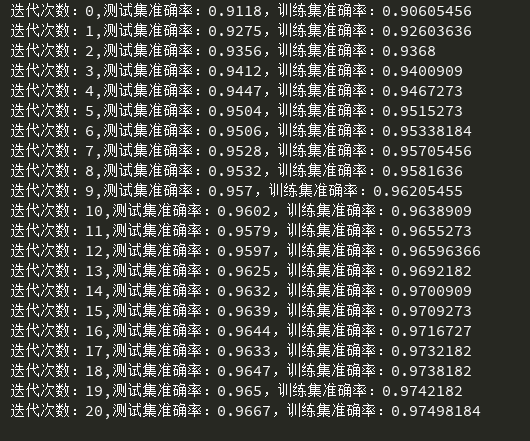 迭代次数：0,测试集准确率：0.9118，训练集准确率：0.90605456
迭代次数：1,测试集准确率：0.9275，训练集准确率：0.92603636
迭代次数：2,测试集准确率：0.9356，训练集准确率：0.9368
迭代次数：3,测试集准确率：0.9412，训练集准确率：0.9400909
迭代次数：4,测试集准确率：0.9447，训练集准确率：0.9467273
迭代次数：5,测试集准确率：0.9504，训练集准确率：0.9515273
迭代次数：6,测试集准确率：0.9506，训练集准确率：0.95338184
迭代次数：7,测试集准确率：0.9528，训练集准确率：0.95705456
迭代次数：8,测试集准确率：0.9532，训练集准确率：0.9581636
迭代次数：9,测试集准确率：0.957，训练集准确率：0.96205455
迭代次数：10,测试集准确率：0.9602，训练集准确率：0.9638909
迭代次数：11,测试集准确率：0.9579，训练集准确率：0.9655273
迭代次数：12,测试集准确率：0.9597，训练集准确率：0.96596366
迭代次数：13,测试集准确率：0.9625，训练集准确率：0.9692182
迭代次数：14,测试集准确率：0.9632，训练集准确率：0.9700909
迭代次数：15,测试集准确率：0.9639，训练集准确率：0.9709273
迭代次数：16,测试集准确率：0.9644，训练集准确率：0.9716727
迭代次数：17,测试集准确率：0.9633，训练集准确率：0.9732182
迭代次数：18,测试集准确率：0.9647，训练集准确率：0.9738182
迭代次数：19,测试集准确率：0.965，训练集准确率：0.9742182
迭代次数：20,测试集准确率：0.9667，训练集准确率：0.97498184